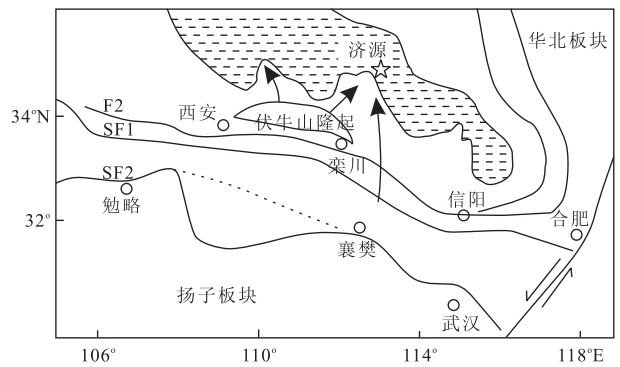 华北板块
济源
34°N
F2
西安
伏牛山隆起
SF1
栾川
SF2
勉略
信阳
32°
合肥
襄樊
扬子板块
武汉
106°
110°
114°
118°E